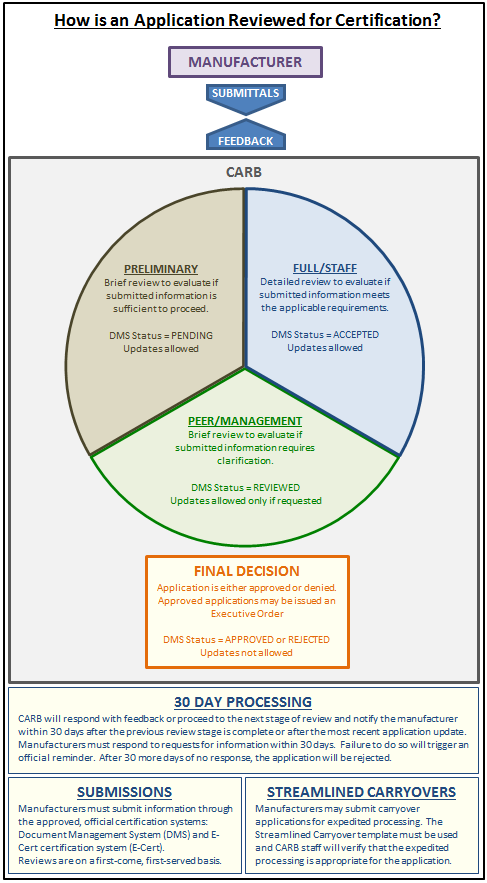 How is an Application Reviewed for Certification?
MANUFACTURER
SUBMITTALS
FEEDBACK
CARB
PRELIMINARY
Brief review to evaluate if
submitted information is
sufficient to proceed.
DMS Status = PENDING
Updates allowed
FULL/STAFF
Detailed review to evaluate if
submitted information meets
the applicable requirements.
DMS Status = ACCEPTED
Updates allowed
PEER/MANAGEMENT
Brief review to evaluate if
submitted information requires
clarification.
DMS Status = REVIEWED
Updates allowed only if requested
FINAL DECISION
Application is either approved or denied.
Approved applications may be issued an
Executive Order
DMS Status = APPROVED or REJECTED
Updates not allowed
30 DAY PROCESSING
CARB will respond with feedback or proceed to the next stage of review and notify the manufacturer
within 30 days after the previous review stage is complete or after the most recent application update.
Manufacturers must respond to requests for information within 30 days. Failure to do so will trigger an
official reminder. After 30 more days of no response, the application will be rejected.
SUBMISSIONS
Manufacturers must submit information through
the approved, official certification systems:
Document Management System (DMS) and E-
Cert certification system (E-Cert).
Reviews are on a first-come, first-served basis.
STREAMLINED CARRYOVERS
Manufacturers may submit carryover
applications for expedited processing. The
Streamlined Carryover template must be used
and CARB staff will verify that the expedited
processing is appropriate for the application.